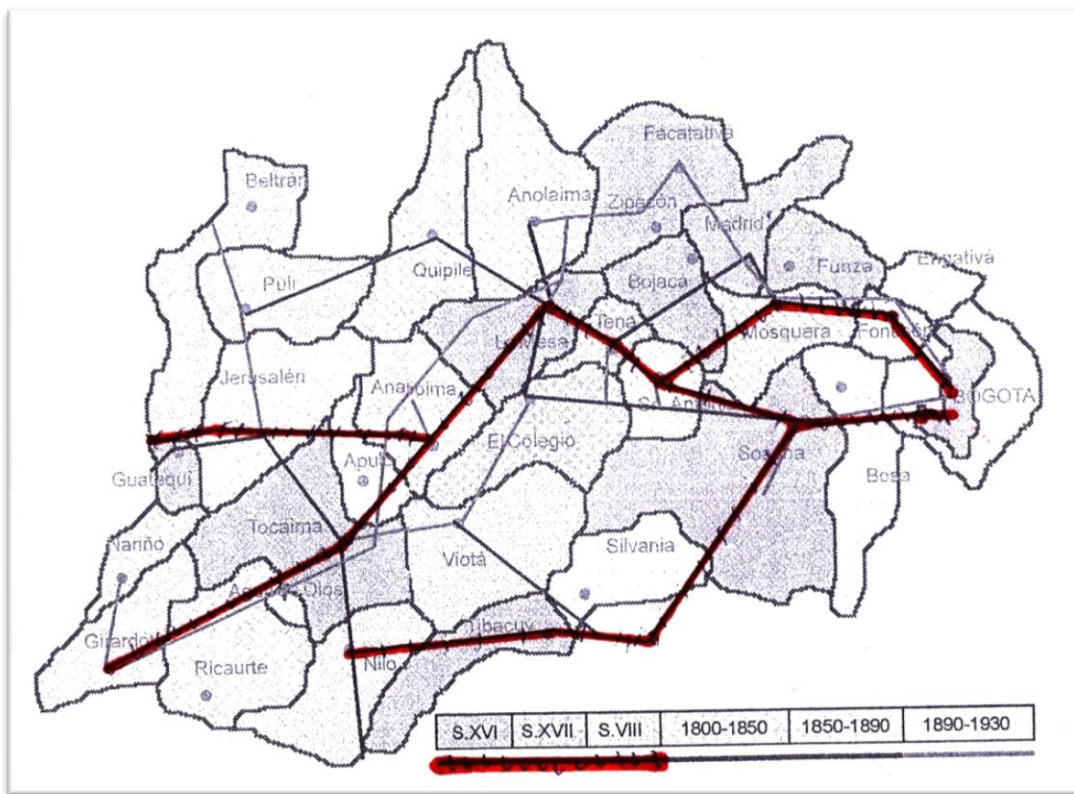 Facatativá
Beltrán
Anolaima
Zipacón
Madrid
Quipile
Bojacá
Funza
Engativá
Puli
Tena
La Mesa
Mosquera
Jerusalén
Anapoima
BOGOTA
El Colegio
Soacha
Guataquí
Apulo
Bosa
Tocaima
Nariño
Silvania
Viotá
Tibacuy
Girardot
Ricaurte
Nilo
S.XVI S.XVII S.VIII 1800-1850 1850-1890 1890-1930